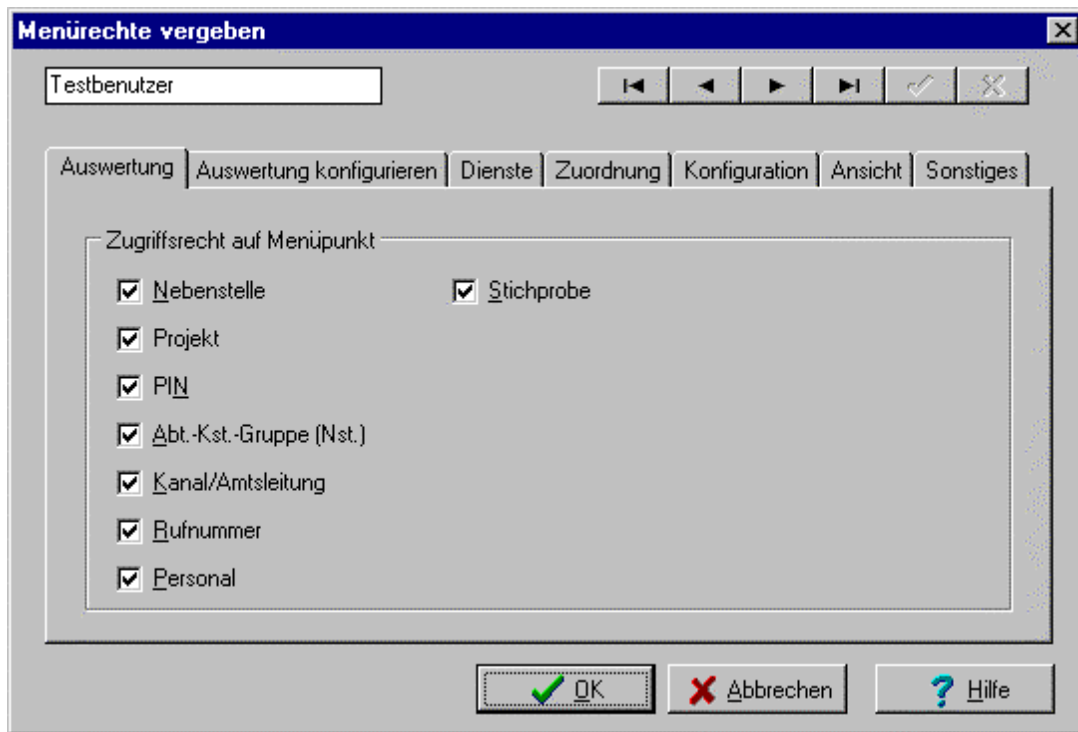 Menürechte vergeben
Testbenutzer
Auswertung Auswertung konfigurieren Dienste Zuordnung Konfiguration Ansicht Sonstiges
Zugriffsrecht auf Menüpunkt
Nebenstelle Stichprobe
Projekt
PIN
Abt.-Kst.-Gruppe (Nst.)
Kanal/Amtsleitung
Rufnummer
Personal
OK Abbrechen ? Hilfe